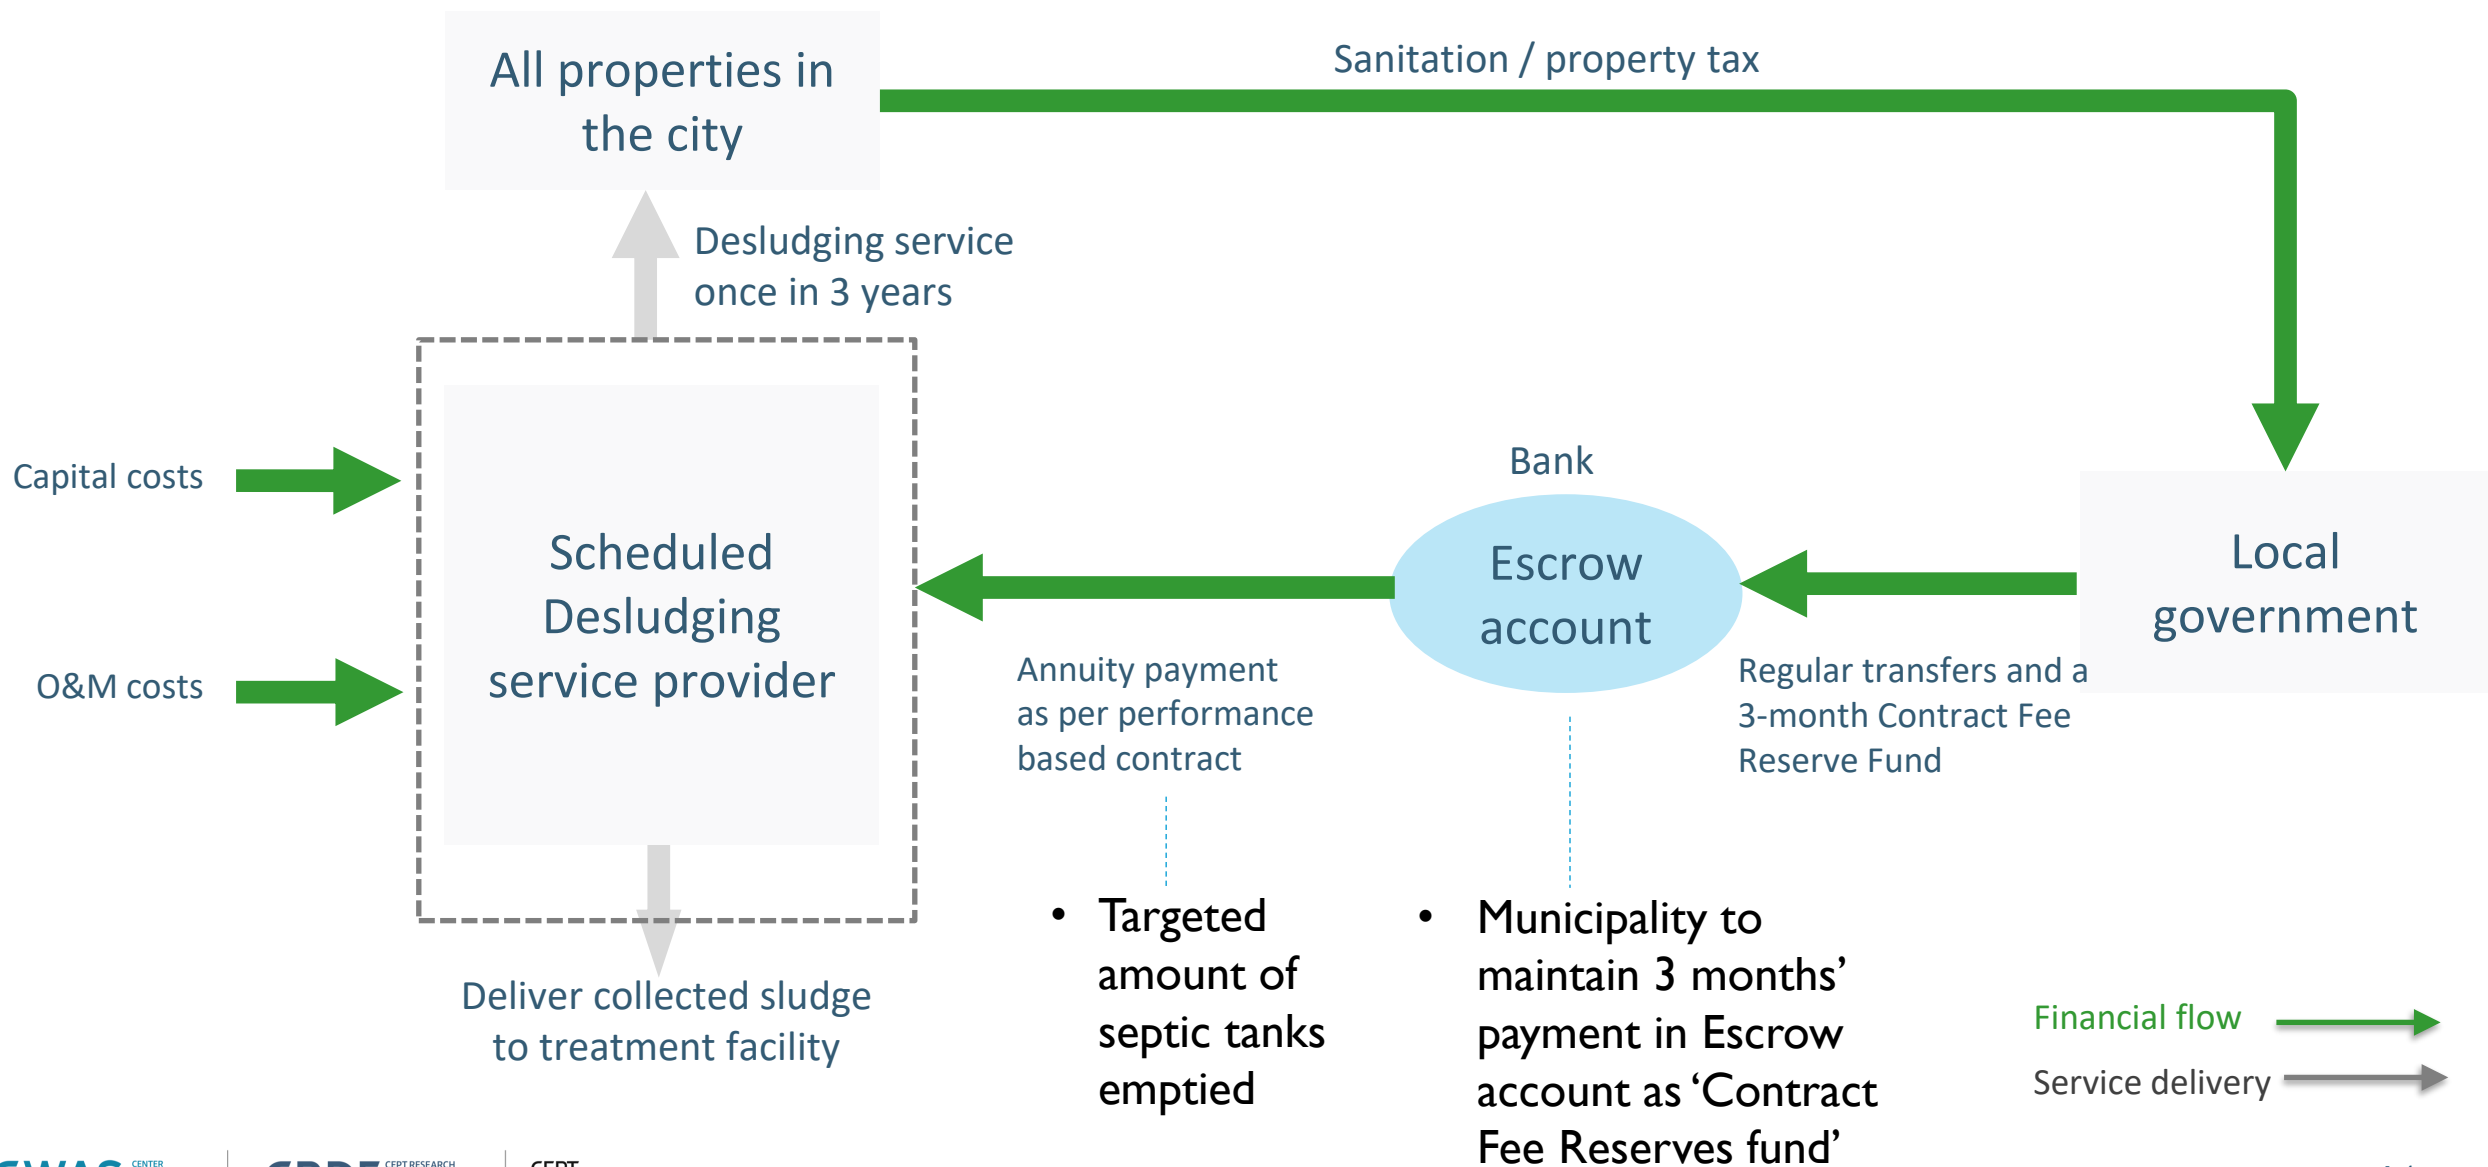 All properties in
the city
Sanitation / property tax
Desludging service
once in 3 years
Capital costs
O&M costs
Scheduled
Desludging
service provider
Bank
Escrow
account
Local
government
Annuity payment
as per performance
based contract
Regular transfers and a
3-month Contract Fee
Reserve Fund
Deliver collected sludge
to treatment facility
• Targeted
amount of
septic tanks
emptied
• Municipality to
maintain 3 months’
payment in Escrow
account as ‘Contract
Fee Reserves fund’
Financial flow
Service delivery
CENTER
CEPT RESEARCH